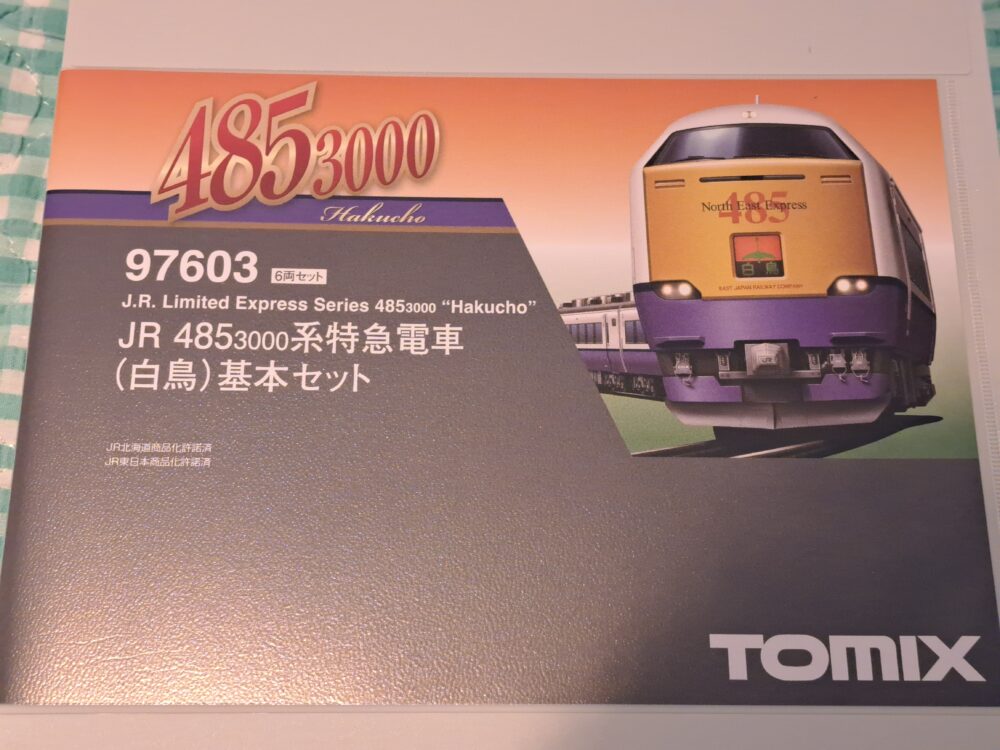 4853000
Hakucho
97603 6両セット
J.R. Limited Express Series 4853000 “Hakucho”
JR 4853000系特急電車
(白鳥)基本セット
JR北海道商品化許諾済
JR東日本商品化許諾済
North East Express
485
白鳥
EAST JAPAN RAILWAY COMPANY
JR
TOMIX